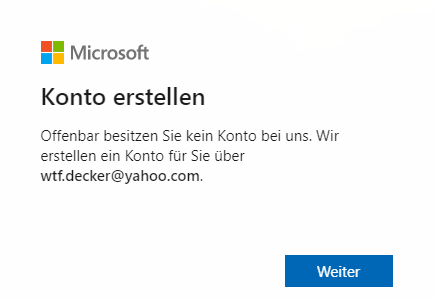 Microsoft
Konto erstellen
Offenbar besitzen Sie kein Konto bei uns. Wir
erstellen ein Konto für Sie über
wtf.decker@yahoo.com.
Weiter